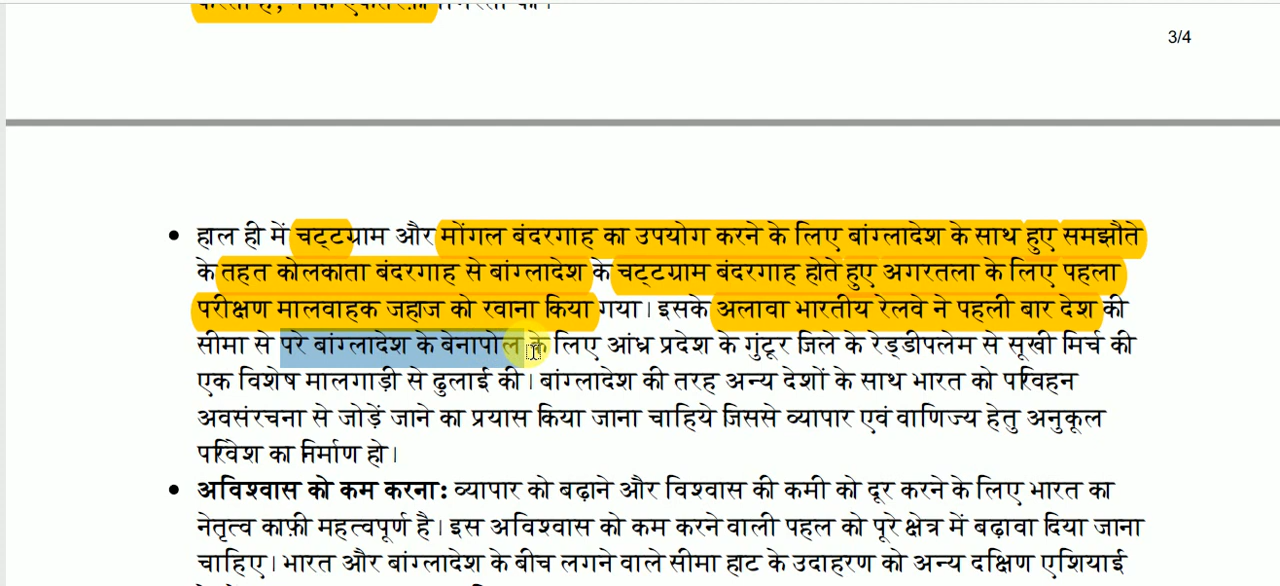 3/4
हाल ही में चट्टग्राम और मोंगल बंदरगाह का उपयोग करने के लिए बांग्लादेश के साथ हुए समझौते
के तहत कोलकाता बंदरगाह से बांग्लादेश के चट्टग्राम बंदरगाह होते हुए अगरतला के लिए पहला
परीक्षण मालवाहक जहाज को रवाना किया गया। इसके अलावा भारतीय रेलवे ने पहली बार देश की
सीमा से परे बांग्लादेश के बेनापोल के लिए आंध्र प्रदेश के गुंटूर जिले के रेड्डीपलेम से सूखी मिर्च की
एक विशेष मालगाड़ी से ढुलाई की। बांग्लादेश की तरह अन्य देशों के साथ भारत को परिवहन
अवसंरचना से जोड़ें जाने का प्रयास किया जाना चाहिये जिससे व्यापार एवं वाणिज्य हेतु अनुकूल
परिवेश का निर्माण हो।
अविश्वास को कम करना: व्यापार को बढ़ाने और विश्वास की कमी को दूर करने के लिए भारत का
नेतृत्व काफ़ी महत्वपूर्ण है। इस अविश्वास को कम करने वाली पहल को पूरे क्षेत्र में बढ़ावा दिया जाना
चाहिए। भारत और बांग्लादेश के बीच लगने वाले सीमा हाट के उदाहरण को अन्य दक्षिण एशियाई